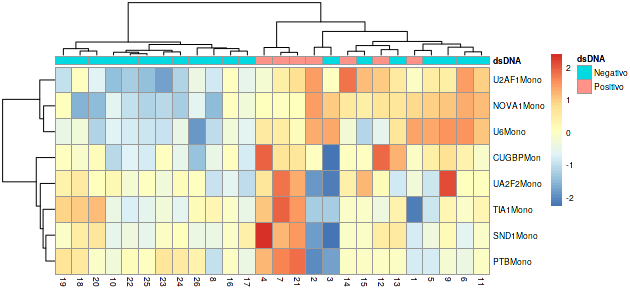 dsDNA
U2AF1Mono
NOVA1Mono
U6Mono
CUGBPMon
UA2F2Mono
TIA1Mono
SND1Mono
PTBMono
19 18 20 10 22 25 23 24 26 8 16 17 4 7 21 2 3 14 15 12 13 1 5 9 6 11
dsDNA
Negativo
Positivo
2
1
0
-1
-2